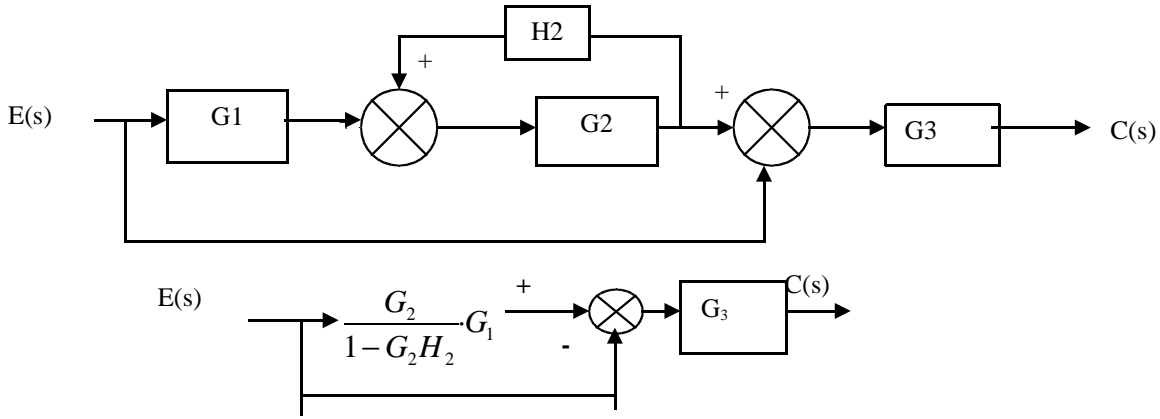 H2
+
E(s)
G1
G2
+
G3
C(s)
E(s)
G₂ / (1 − G₂H₂) · G₁
+
-
G₃
C(s)